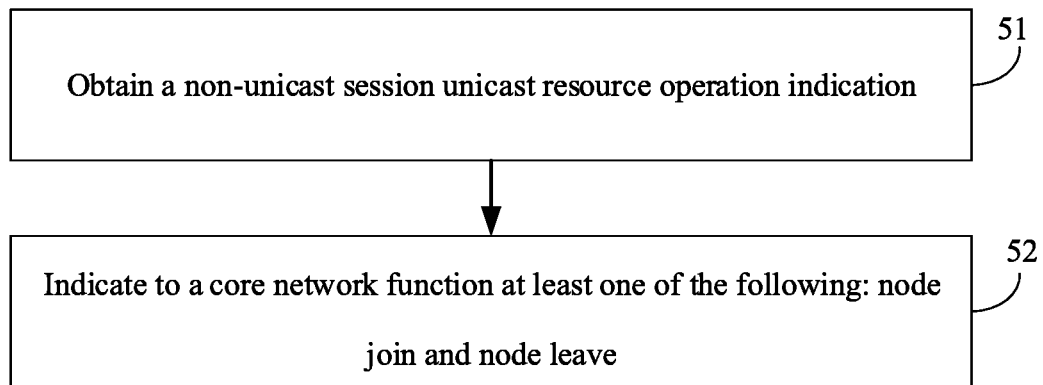 51
Obtain a non-unicast session unicast resource operation indication
52
Indicate to a core network function at least one of the following: node
join and node leave